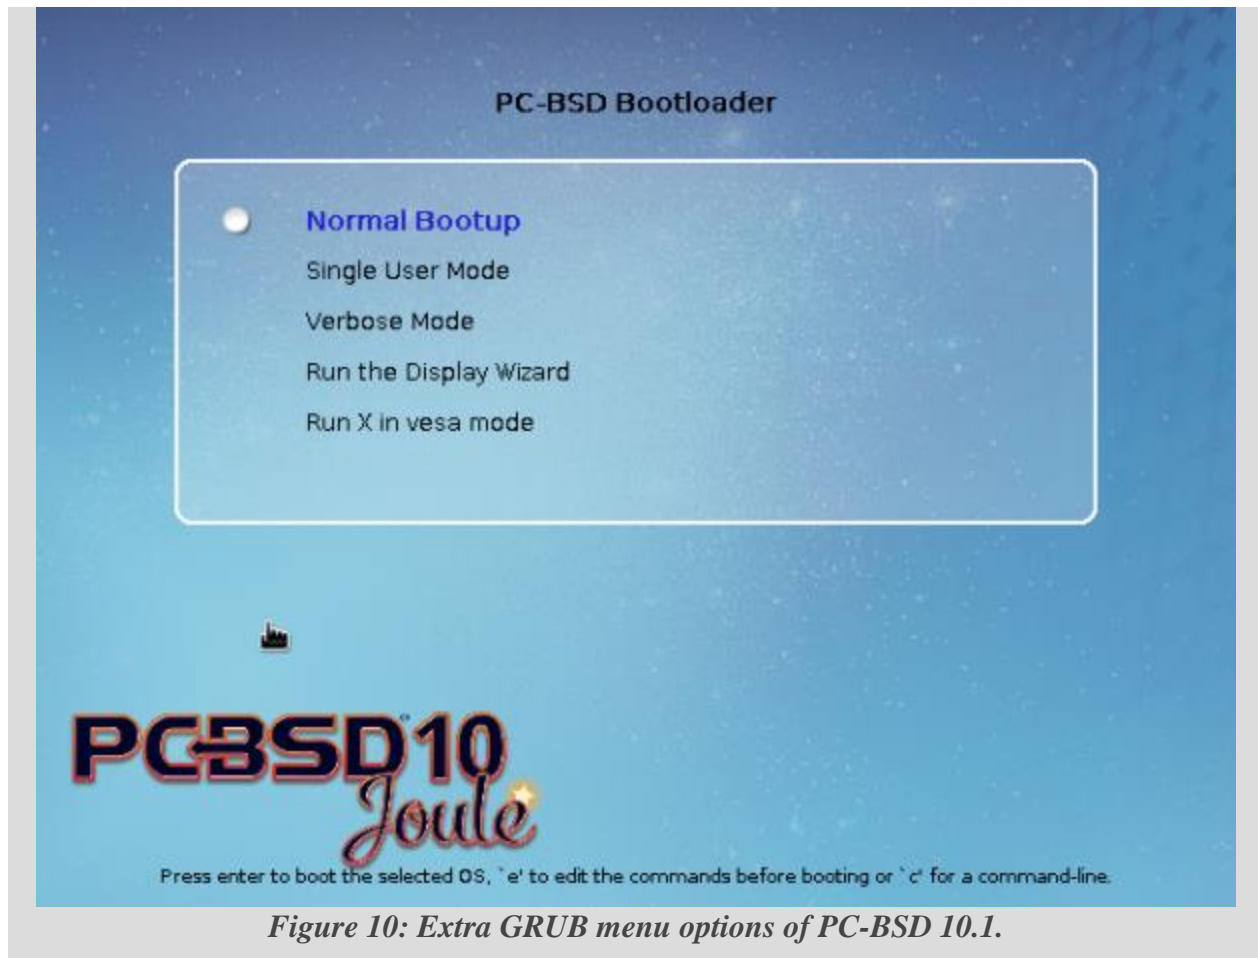 PC-BSD Bootloader
Normal Bootup
Single User Mode
Verbose Mode
Run the Display Wizard
Run X in vesa mode
PCBSD® 10
Joule
Press enter to boot the selected OS, `e' to edit the commands before booting or `c' for a command-line.
Figure 10: Extra GRUB menu options of PC-BSD 10.1.